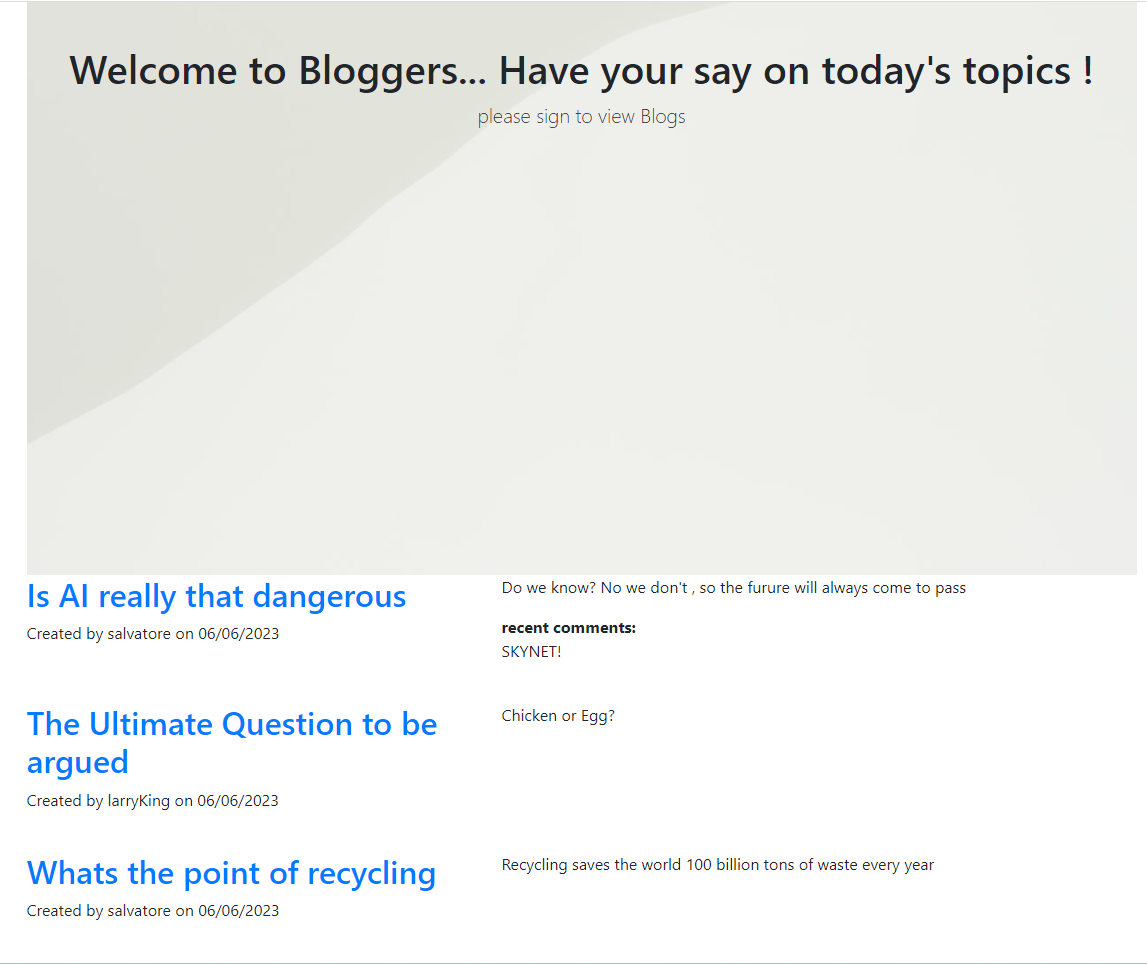 Welcome to Bloggers... Have your say on today's topics !
please sign to view Blogs
Is AI really that dangerous
Created by salvatore on 06/06/2023
Do we know? No we don't , so the furure will always come to pass
recent comments:
SKYNET!
The Ultimate Question to be
argued
Created by larryKing on 06/06/2023
Chicken or Egg?
Whats the point of recycling
Created by salvatore on 06/06/2023
Recycling saves the world 100 billion tons of waste every year